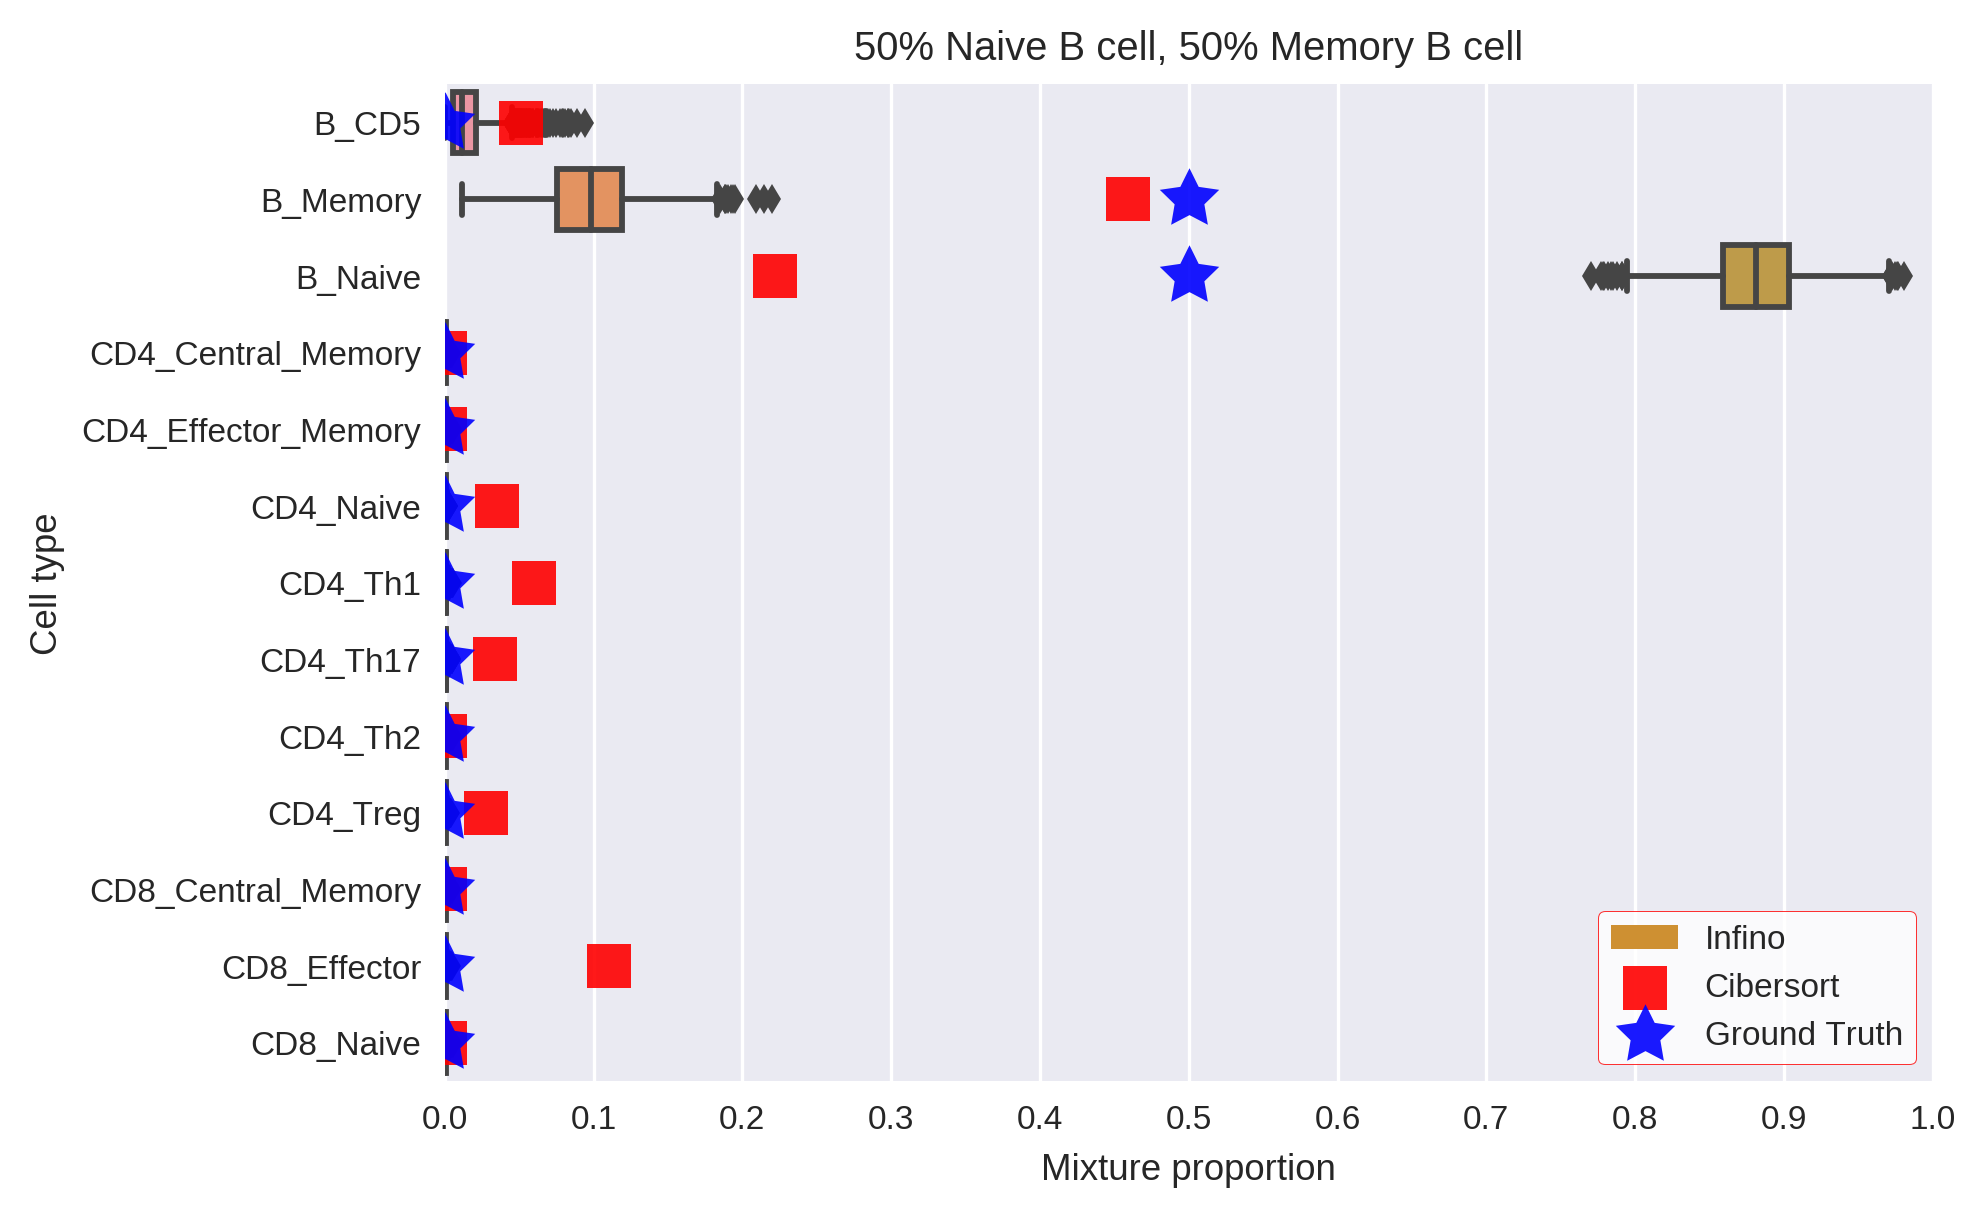 50% Naive B cell, 50% Memory B cell
B_CD5
B_Memory
B_Naive
CD4_Central_Memory
CD4_Effector_Memory
CD4_Naive
CD4_Th1
CD4_Th17
CD4_Th2
CD4_Treg
CD8_Central_Memory
CD8_Effector
CD8_Naive
Cell type
Infino
Cibersort
Ground Truth
0.0 0.1 0.2 0.3 0.4 0.5 0.6 0.7 0.8 0.9 1.0
Mixture proportion